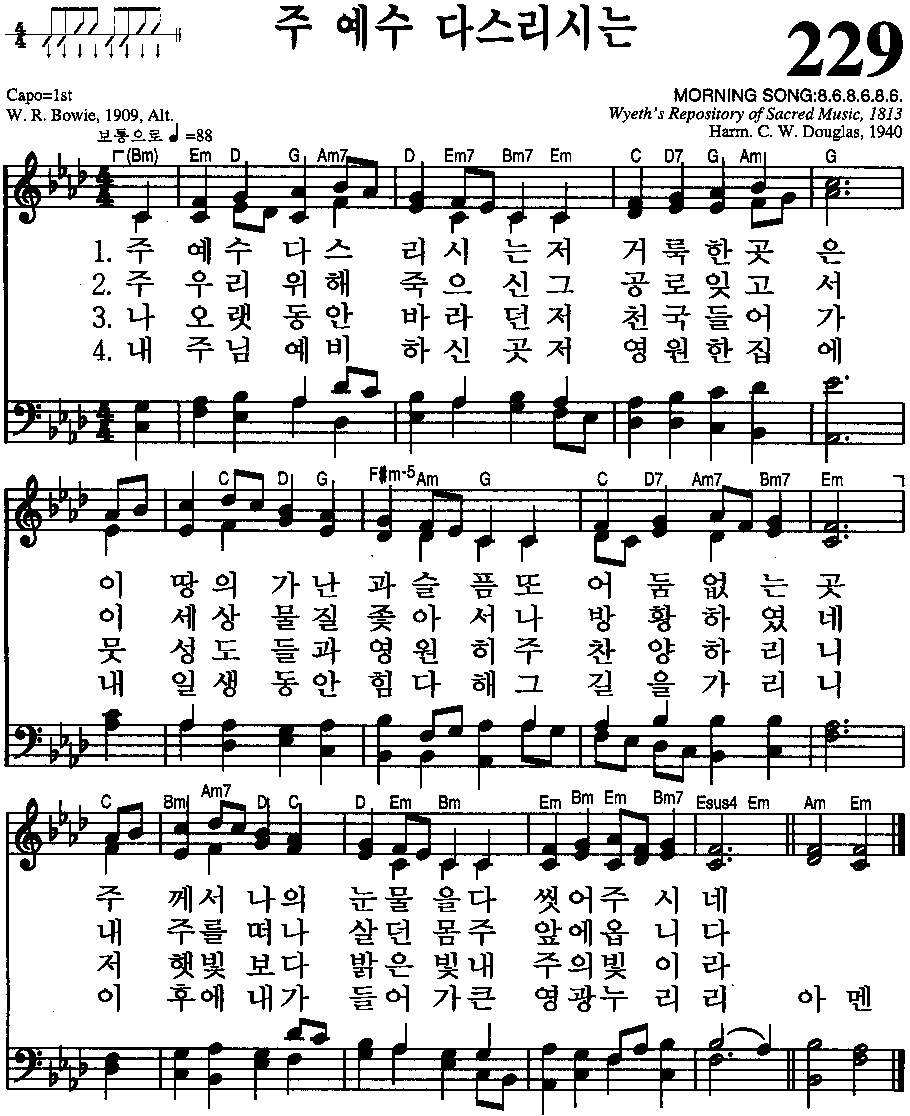 주 예수 다스리시는
229
Capo=1st
MORNING SONG:8.6.8.6.8.6.
W. R. Bowie, 1909, Alt.
Wyeth's Repository of Sacred Music, 1813
보통으로 ♩=88
Harm. C. W. Douglas, 1940
(Bm) Em D G Am7 D Em7 Bm7 Em C D7 G Am G
4 4
1. 주 예수 다스 리시 는저 거룩한곳 은
2. 주 우리 위해 죽으 신그 공로잊고 서
3. 나 오랫 동안 바라 던저 천국들어 가
4. 내 주님 예비 하신 곳저 영원한집 에
C D G F#m-5 Am G C D7 Am7 Bm7 Em
이 땅의 가난 과슬 픔또 어둠없는 곳
이 세상 물질 좇아 서나 방황하였 네
뭇 성도 들과 영원 히주 찬양하리 니
내 일생 동안 힘다 해그 길을가리 니
C Bm Am7 D C D Em Bm Em Bm Em Bm7 Esus4 Em Am Em
주 께서 나의 눈물 을다 씻어주 시 네
내 주를 떠나 살던 몸주 앞에옵 니 다
저 햇빛 보다 밝은 빛내 주의빛 이 라
이 후에 내가 들어 가큰 영광누 리 리 아 멘